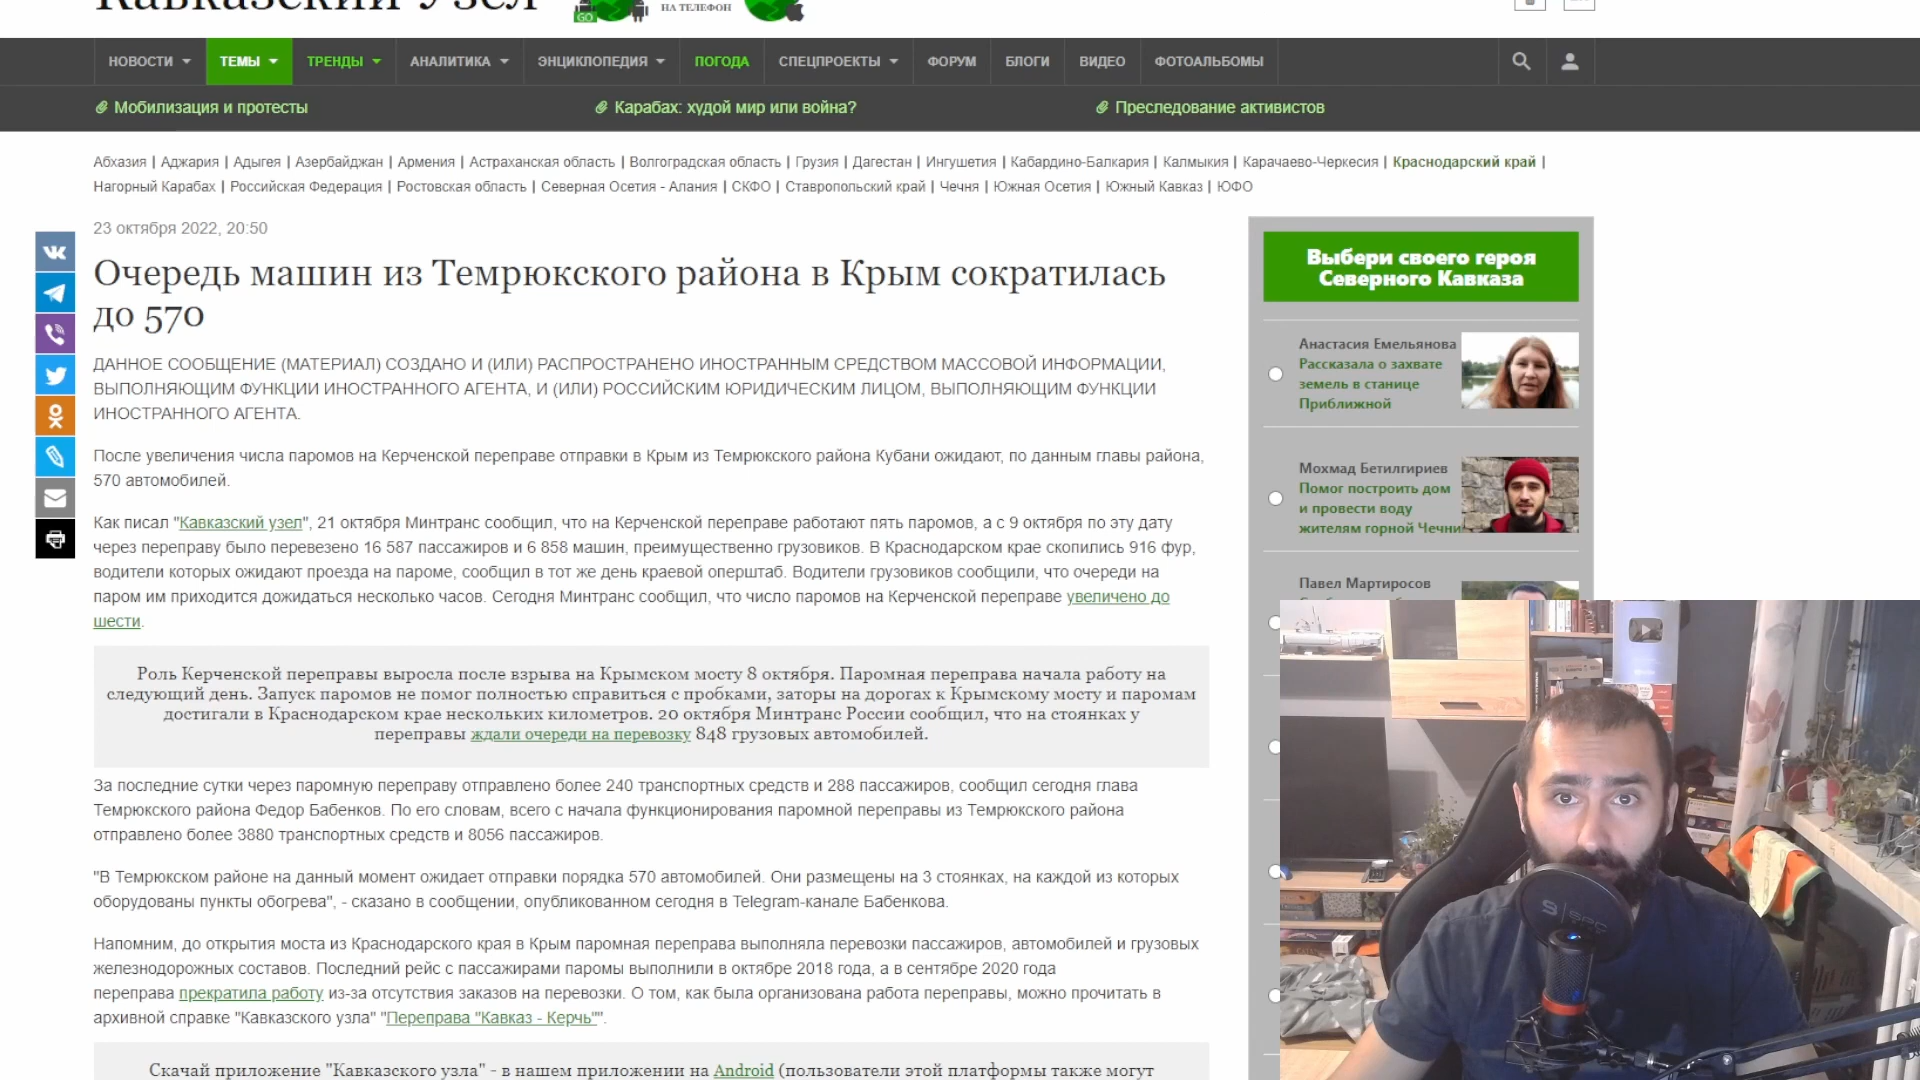 Кавказский Узел
НА ТЕЛЕФОН
GO
НОВОСТИ ТЕМЫ ТРЕНДЫ АНАЛИТИКА ЭНЦИКЛОПЕДИЯ ПОГОДА СПЕЦПРОЕКТЫ ФОРУМ БЛОГИ ВИДЕО ФОТОАЛЬБОМЫ
Мобилизация и протесты Карабах: худой мир или война? Преследование активистов
Абхазия | Аджария | Адыгея | Азербайджан | Армения | Астраханская область | Волгоградская область | Грузия | Дагестан | Ингушетия | Кабардино-Балкария | Калмыкия | Карачаево-Черкесия | Краснодарский край |
Нагорный Карабах | Российская Федерация | Ростовская область | Северная Осетия - Алания | СКФО | Ставропольский край | Чечня | Южная Осетия | Южный Кавказ | ЮФО
23 октября 2022, 20:50
Очередь машин из Темрюкского района в Крым сократилась
до 570
ДАННОЕ СООБЩЕНИЕ (МАТЕРИАЛ) СОЗДАНО И (ИЛИ) РАСПРОСТРАНЕНО ИНОСТРАННЫМ СРЕДСТВОМ МАССОВОЙ ИНФОРМАЦИИ,
ВЫПОЛНЯЮЩИМ ФУНКЦИИ ИНОСТРАННОГО АГЕНТА, И (ИЛИ) РОССИЙСКИМ ЮРИДИЧЕСКИМ ЛИЦОМ, ВЫПОЛНЯЮЩИМ ФУНКЦИИ
ИНОСТРАННОГО АГЕНТА.
После увеличения числа паромов на Керченской переправе отправки в Крым из Темрюкского района Кубани ожидают, по данным главы района,
570 автомобилей.
Как писал "Кавказский узел", 21 октября Минтранс сообщил, что на Керченской переправе работают пять паромов, а с 9 октября по эту дату
через переправу было перевезено 16 587 пассажиров и 6 858 машин, преимущественно грузовиков. В Краснодарском крае скопились 916 фур,
водители которых ожидают проезда на пароме, сообщил в тот же день краевой оперштаб. Водители грузовиков сообщили, что очереди на
паром им приходится дожидаться несколько часов. Сегодня Минтранс сообщил, что число паромов на Керченской переправе увеличено до
шести.
Роль Керченской переправы выросла после взрыва на Крымском мосту 8 октября. Паромная переправа начала работу на
следующий день. Запуск паромов не помог полностью справиться с пробками, заторы на дорогах к Крымскому мосту и паромам
достигали в Краснодарском крае нескольких километров. 20 октября Минтранс России сообщил, что на стоянках у
переправы ждали очереди на перевозку 848 грузовых автомобилей.
За последние сутки через паромную переправу отправлено более 240 транспортных средств и 288 пассажиров, сообщил сегодня глава
Темрюкского района Федор Бабенков. По его словам, всего с начала функционирования паромной переправы из Темрюкского района
отправлено более 3880 транспортных средств и 8056 пассажиров.
"В Темрюкском районе на данный момент ожидает отправки порядка 570 автомобилей. Они размещены на 3 стоянках, на каждой из которых
оборудованы пункты обогрева", - сказано в сообщении, опубликованном сегодня в Telegram-канале Бабенкова.
Напомним, до открытия моста из Краснодарского края в Крым паромная переправа выполняла перевозки пассажиров, автомобилей и грузовых
железнодорожных составов. Последний рейс с пассажирами паромы выполнили в октябре 2018 года, а в сентябре 2020 года
переправа прекратила работу из-за отсутствия заказов на перевозки. О том, как была организована работа переправы, можно прочитать в
архивной справке "Кавказского узла" "Переправа "Кавказ - Керчь"".
Скачай приложение "Кавказского узла" - в нашем приложении на Android (пользователи этой платформы также могут
Выбери своего героя
Северного Кавказа
Анастасия Емельянова
Рассказала о захвате
земель в станице
Приближной
Мохмад Бетилгириев
Помог построить дом
и провести воду
жителям горной Чечни
Павел Мартиросов